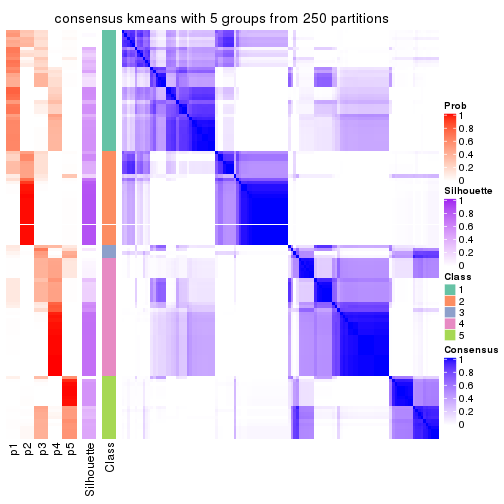 consensus kmeans with 5 groups from 250 partitions
Prob
1
0.8
0.6
0.4
0.2
0
Silhouette
1
0.8
0.6
0.4
0.2
0
Class
1
2
3
4
5
Consensus
1
0.8
0.6
0.4
0.2
0
p1
p2
p3
p4
p5
Silhouette
Class